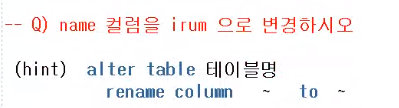 -- Q) name 컬럼을 irum 으로 변경하시오
(hint) alter table 테이블명
rename column ~ to ~